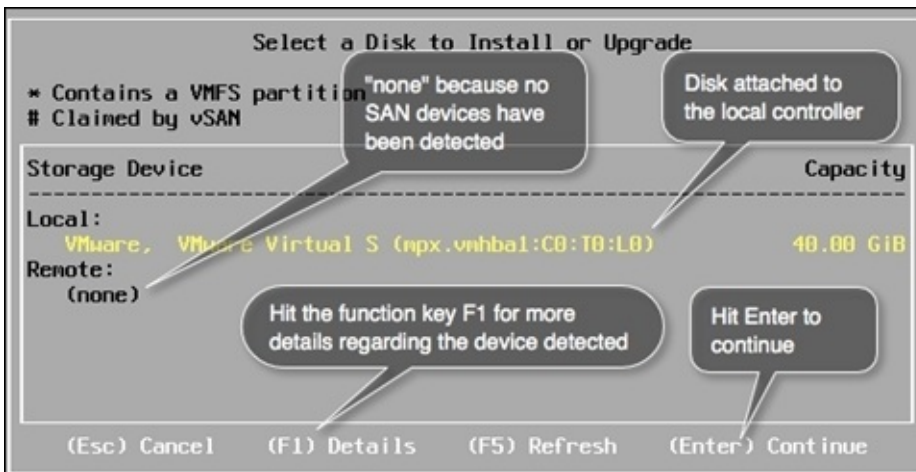 Select a Disk to Install or Upgrade
* Contains a VMFS partition
# Claimed by vSAN
"none" because no
SAN devices have
been detected
Disk attached to
the local controller
Storage Device Capacity
Local:
VMware, VMware Virtual S (mpx.vmhba1:C0:T0:L0) 40.00 GiB
Remote:
(none)
Hit the function key F1 for more
details regarding the device detected
Hit Enter to
continue
(Esc) Cancel (F1) Details (F5) Refresh (Enter) Continue